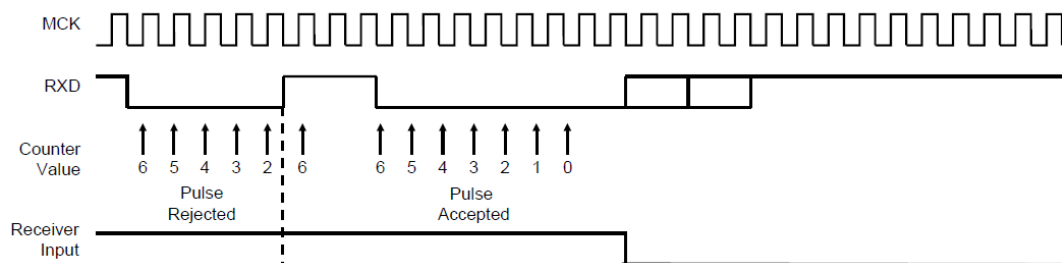 MCK
RXD
Counter
Value
6 5 4 3 2 6 6 5 4 3 2 1 0
Pulse
Rejected
Pulse
Accepted
Receiver
Input